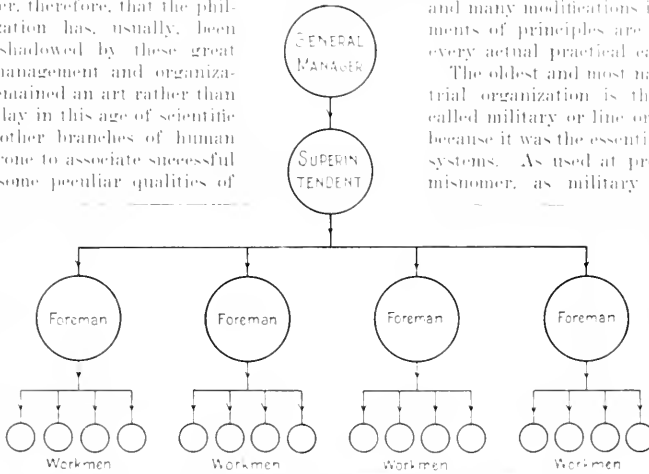 er, therefore, that the phil-
zation has, usually, been
shadowed by these great
management and organiza-
emained an art rather than
lay in this age of scientific
other branches of human
rone to associate successful
some peculiar qualities of
GENERAL
MANAGER
SUPERIN
TENDENT
and many modifications i
ments of principles are
every actual practical ca
The oldest and most na
trial organization is th
called military or line or
because it was the essenti
systems. As used at pr
misnomer, as military
Foreman
Foreman
Foreman
Foreman
Workmen
Workmen
Workmen
Workmen